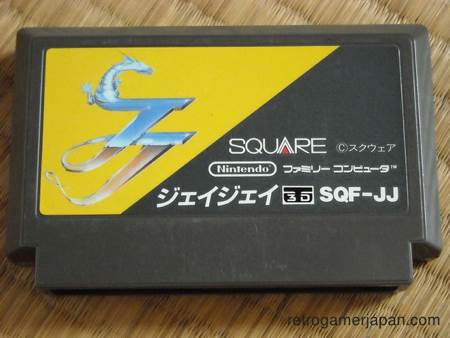 JJ
SQUARE ©スクウェア
Nintendo ファミリー コンピュータ™
ジェイジェイ 3D SQF-JJ
retrogamerjapan.com